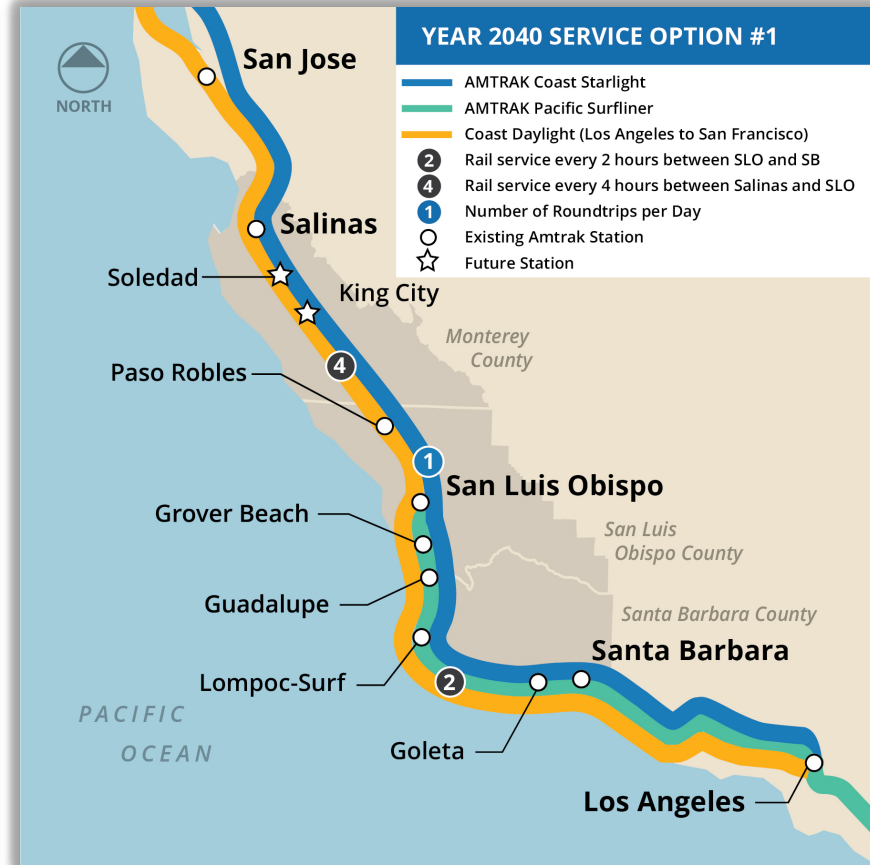 YEAR 2040 SERVICE OPTION #1
AMTRAK Coast Starlight
AMTRAK Pacific Surfliner
Coast Daylight (Los Angeles to San Francisco)
2 Rail service every 2 hours between SLO and SB
4 Rail service every 4 hours between Salinas and SLO
1 Number of Roundtrips per Day
Existing Amtrak Station
Future Station
NORTH
San Jose
Salinas
Soledad
King City
Monterey
County
Paso Robles
4
1
San Luis Obispo
Grover Beach
San Luis
Obispo County
Guadalupe
Santa Barbara County
Santa Barbara
Lompoc-Surf
2
PACIFIC
OCEAN
Goleta
Los Angeles